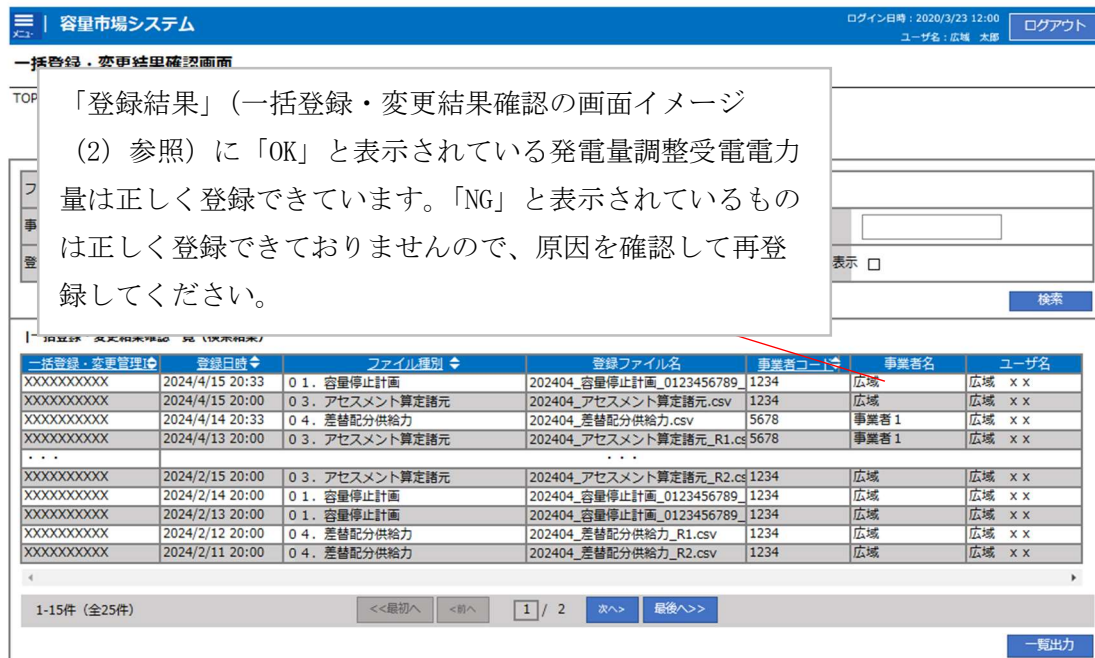 容量市場システム
メニュー
ログイン日時：2020/3/23 12:00
ユーザ名：広域 太郎
ログアウト
一括登録・変更結果確認画面
TOP
「登録結果」（一括登録・変更結果確認の画面イメージ
（2）参照）に「OK」と表示されている発電量調整受電電力
量は正しく登録できています。「NG」と表示されているもの
は正しく登録できておりませんので、原因を確認して再登
録してください。
フ
事
登
表示
検索
一括登録・変更管理I 登録日時 ファイル種別 登録ファイル名 事業者コード 事業者名 ユーザ名
XXXXXXXXXX 2024/4/15 20:33 ０１．容量停止計画 202404_容量停止計画_0123456789_ 1234 広域 広域 ｘｘ
XXXXXXXXXX 2024/4/15 20:00 ０３．アセスメント算定諸元 202404_アセスメント算定諸元.csv 1234 広域 広域 ｘｘ
XXXXXXXXXX 2024/4/14 20:33 ０４．差替配分供給力 202404_差替配分供給力.csv 5678 事業者１ 広域 ｘｘ
XXXXXXXXXX 2024/4/13 20:00 ０３．アセスメント算定諸元 202404_アセスメント算定諸元_R1.cs 5678 事業者１ 広域 ｘｘ
・・・ ・・・
XXXXXXXXXX 2024/2/15 20:00 ０３．アセスメント算定諸元 202404_アセスメント算定諸元_R2.cs 1234 広域 広域 ｘｘ
XXXXXXXXXX 2024/2/14 20:00 ０１．容量停止計画 202404_容量停止計画_0123456789_ 1234 広域 広域 ｘｘ
XXXXXXXXXX 2024/2/13 20:00 ０１．容量停止計画 202404_容量停止計画_0123456789_ 1234 広域 広域 ｘｘ
XXXXXXXXXX 2024/2/12 20:00 ０４．差替配分供給力 202404_差替配分供給力_R1.csv 1234 広域 広域 ｘｘ
XXXXXXXXXX 2024/2/11 20:00 ０４．差替配分供給力 202404_差替配分供給力_R2.csv 1234 広域 広域 ｘｘ
1-15件（全25件） <<最初へ <前へ 1 / 2 次へ> 最後へ>>
一覧出力